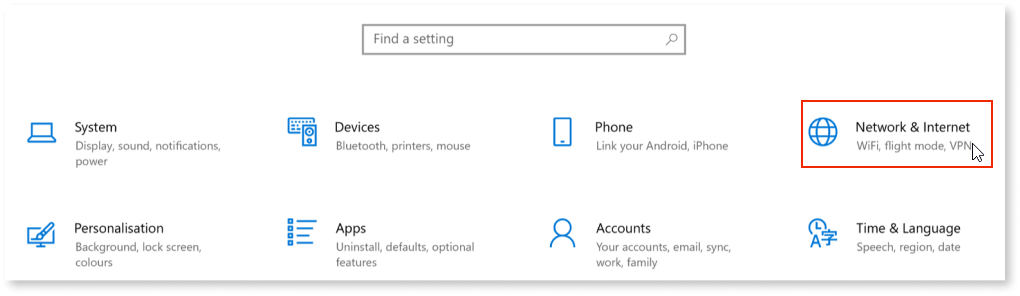 Find a setting
System
Display, sound, notifications,
power
Devices
Bluetooth, printers, mouse
Phone
Link your Android, iPhone
Network & Internet
WiFi, flight mode, VPN
Personalisation
Background, lock screen,
colours
Apps
Uninstall, defaults, optional
features
Accounts
Your accounts, email, sync,
work, family
Time & Language
Speech, region, date